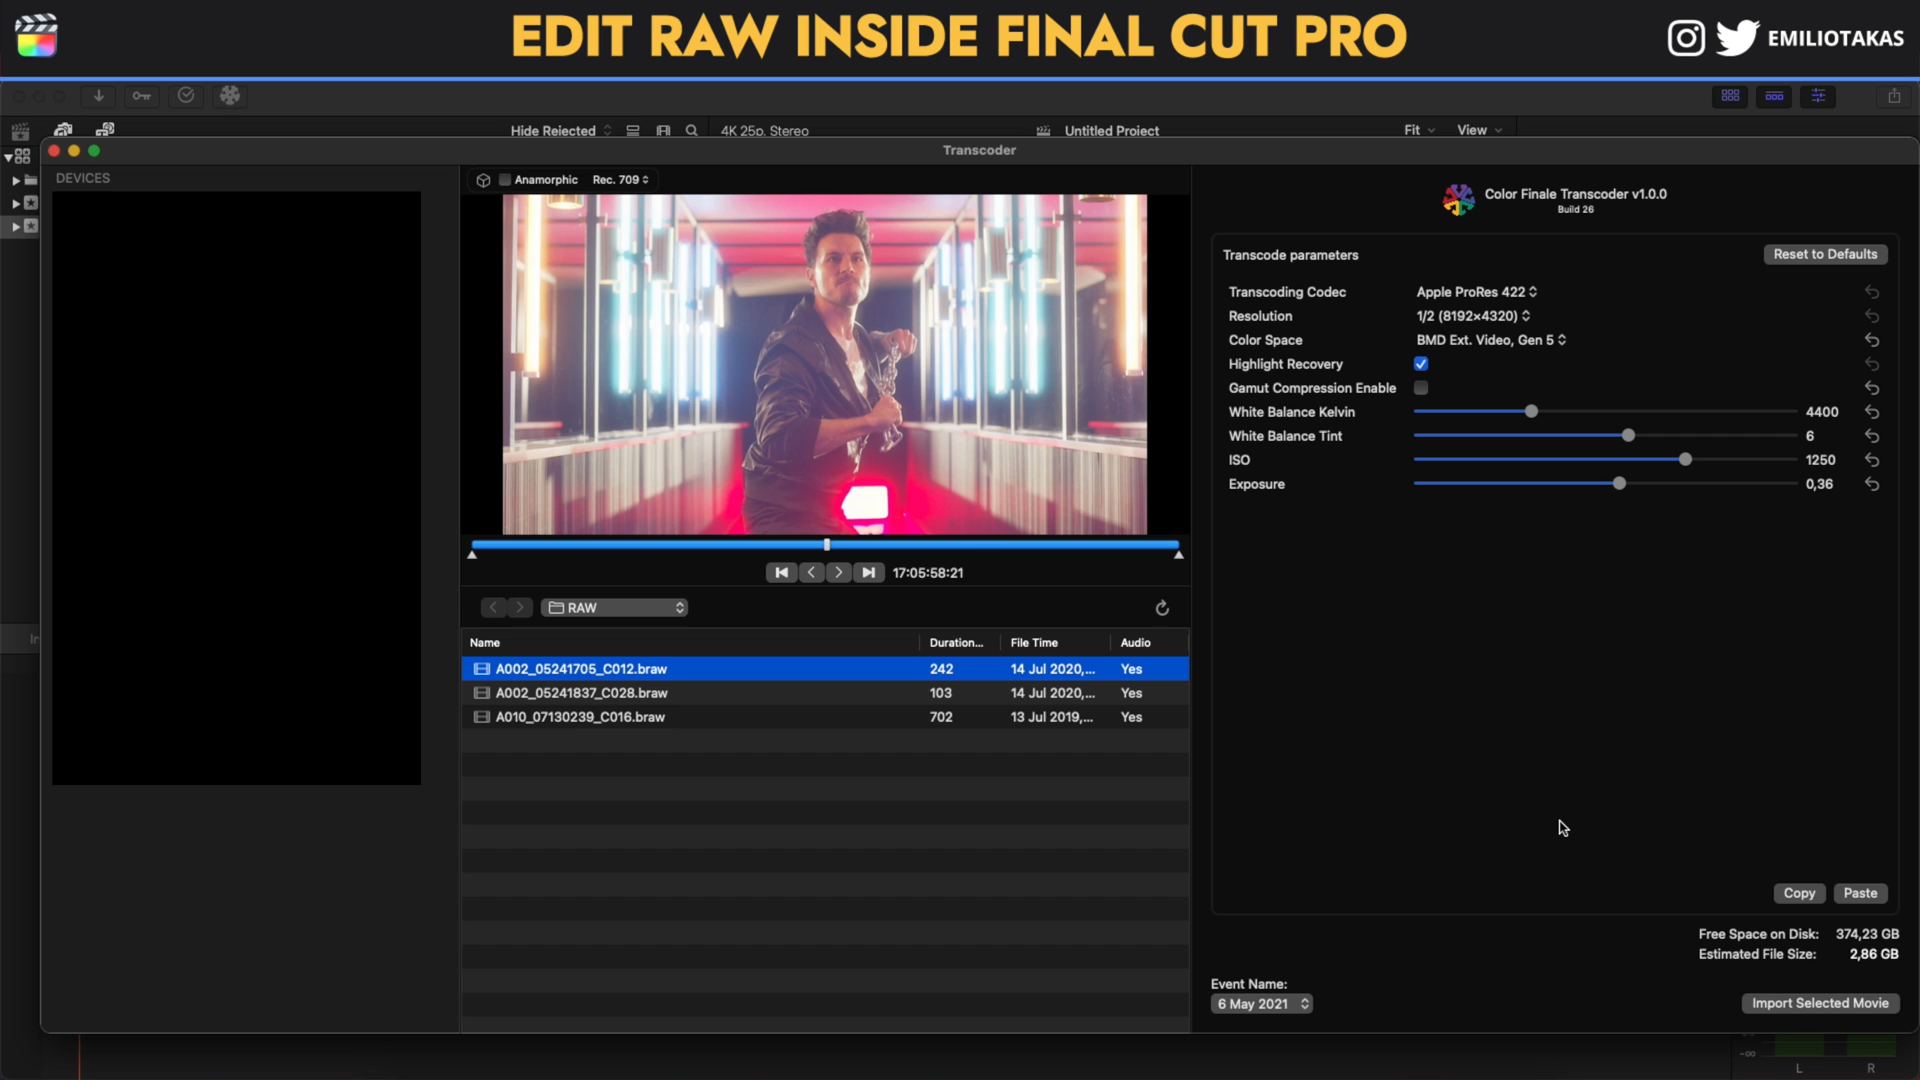 EDIT RAW INSIDE FINAL CUT PRO
EMILIOTAKAS
Hide Rejected
4K 25p, Stereo
Untitled Project
Fit
View
Transcoder
DEVICES
Anamorphic
Rec. 709
Color Finale Transcoder v1.0.0
Build 26
Transcode parameters
Reset to Defaults
Transcoding Codec
Apple ProRes 422
Resolution
1/2 (8192×4320)
Color Space
BMD Ext. Video, Gen 5
Highlight Recovery
Gamut Compression Enable
White Balance Kelvin
4400
White Balance Tint
6
ISO
1250
Exposure
0,36
17:05:58:21
RAW
Name
Duration...
File Time
Audio
A002_05241705_C012.braw
242
14 Jul 2020,...
Yes
A002_05241837_C028.braw
103
14 Jul 2020,...
Yes
A010_07130239_C016.braw
702
13 Jul 2019,...
Yes
Copy
Paste
Free Space on Disk: 374,23 GB
Estimated File Size: 2,86 GB
Event Name:
6 May 2021
Import Selected Movie
-∞
L
R